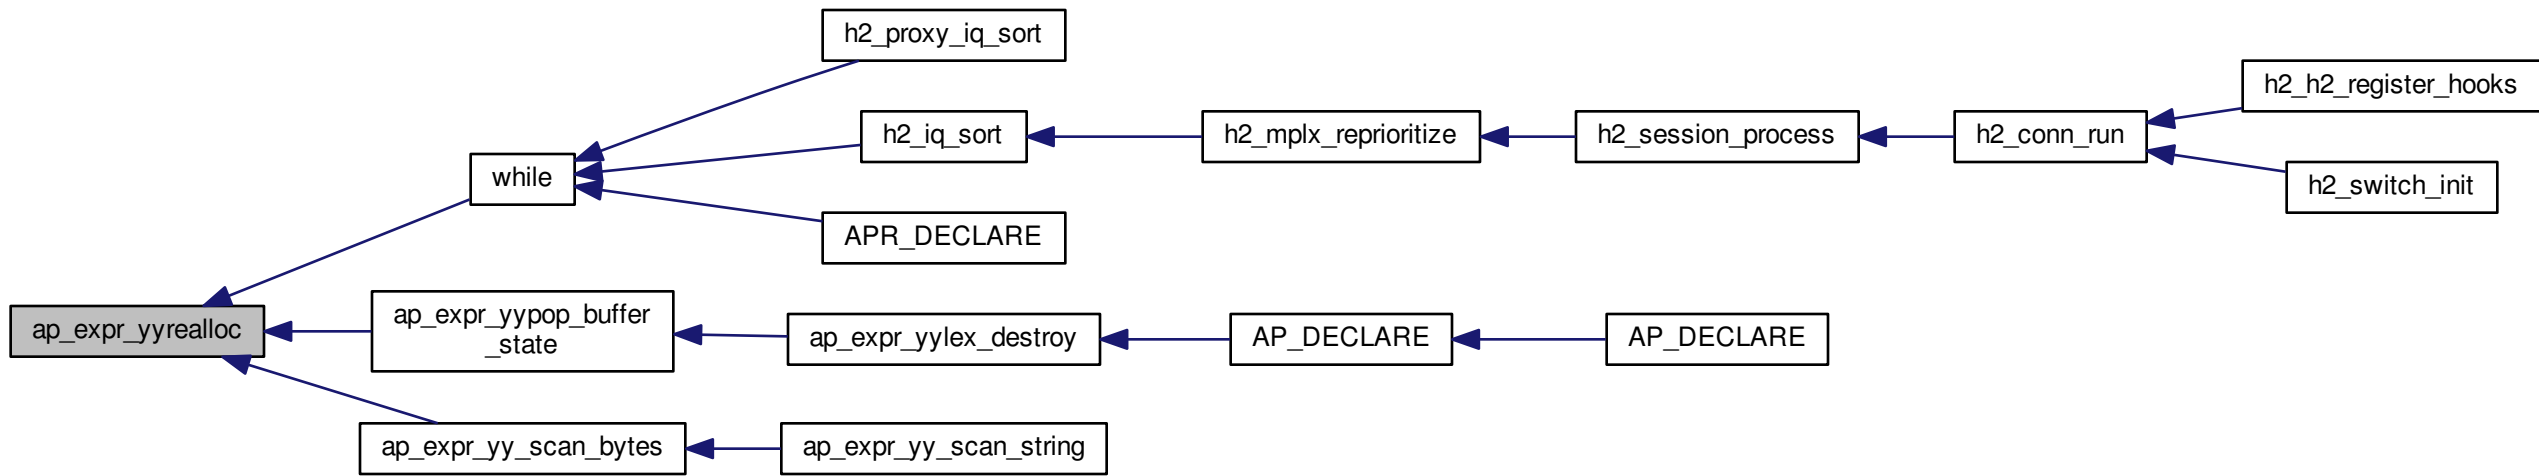 h2_proxy_iq_sort
h2_h2_register_hooks
h2_iq_sort
h2_mplx_reprioritize
h2_session_process
h2_conn_run
while
h2_switch_init
APR_DECLARE
ap_expr_yyrealloc
ap_expr_yypop_buffer
_state
ap_expr_yylex_destroy
AP_DECLARE
AP_DECLARE
ap_expr_yy_scan_bytes
ap_expr_yy_scan_string